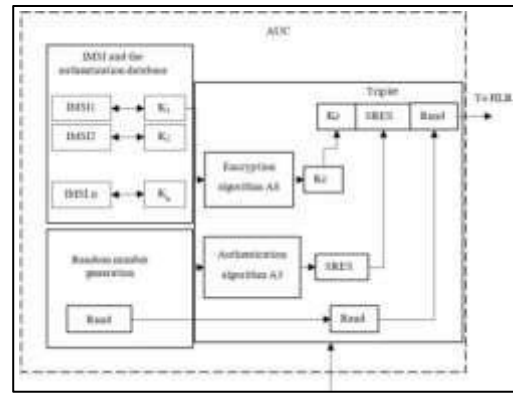 AUC
IMSI and the
authentication database
IMSI1
K1
IMSI2
K2
IMSI.n
Kn
Triplet
Kc
SRES
Rand
To HLR
Encryption
algorithm A8
Kc
Random number
generation
Authentication
algorithm A3
SRES
Rand
Rand